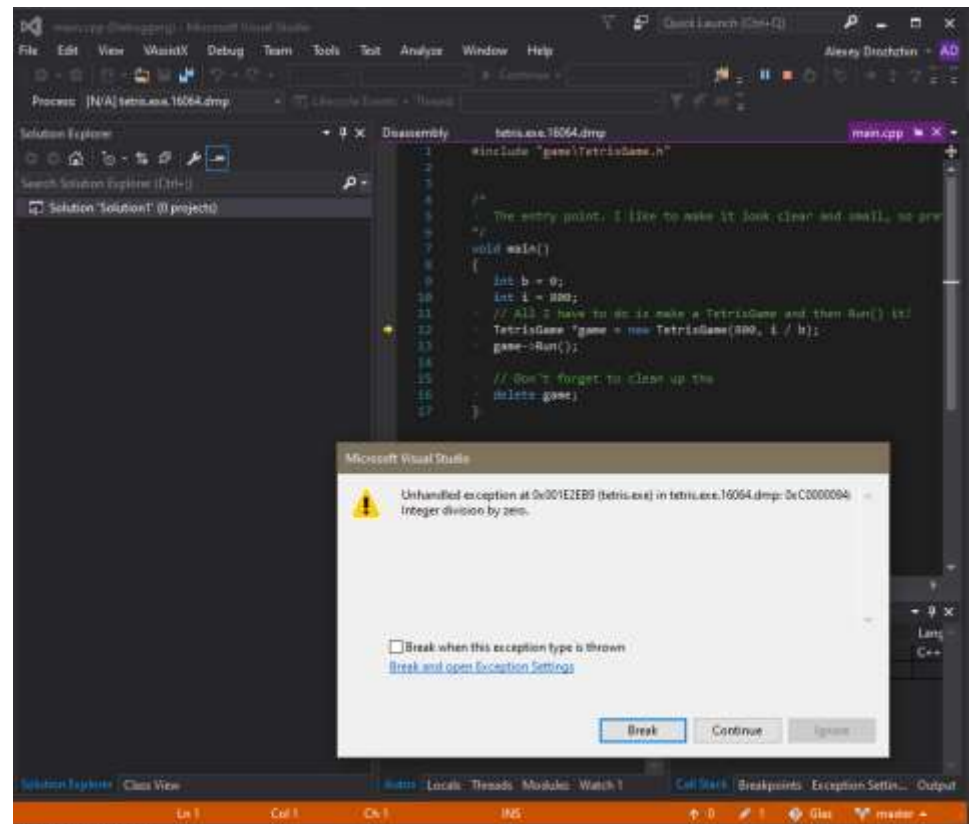 main.cpp (Debugging) - Microsoft Visual Studio
Quick Launch (Ctrl+Q)
File Edit View VAssistX Debug Team Tools Test Analyze Window Help
Alexey Drozhzhin AD
Continue
Process: [N/A] tetris.exe.16064.dmp Lifecycle Events Thread:
Solution Explorer
Search Solution Explorer (Ctrl+;)
Solution 'Solution1' (0 projects)
Disassembly tetris.exe.16064.dmp main.cpp
1 #include "game\TetrisGame.h"
2
3
4 /*
5 The entry point. I like to make it look clear and small, so pre
6 */
7 void main()
8 {
9 int b = 0;
10 int i = 800;
11 // All I have to do is make a TetrisGame and then Run() it!
12 TetrisGame *game = new TetrisGame(800, i / b);
13 game->Run();
14
15 // Don't forget to clean up the
16 delete game;
17 }
Microsoft Visual Studio
Unhandled exception at 0x001E2EB9 (tetris.exe) in tetris.exe.16064.dmp: 0xC0000094:
Integer division by zero.
Break when this exception type is thrown
Break and open Exception Settings
Break Continue Ignore
Lang
C++
Solution Explorer Class View
Autos Locals Threads Modules Watch 1
Call Stack Breakpoints Exception Settin... Output
Ln 1 Col 1 Ch 1 INS
0 1 Glas master